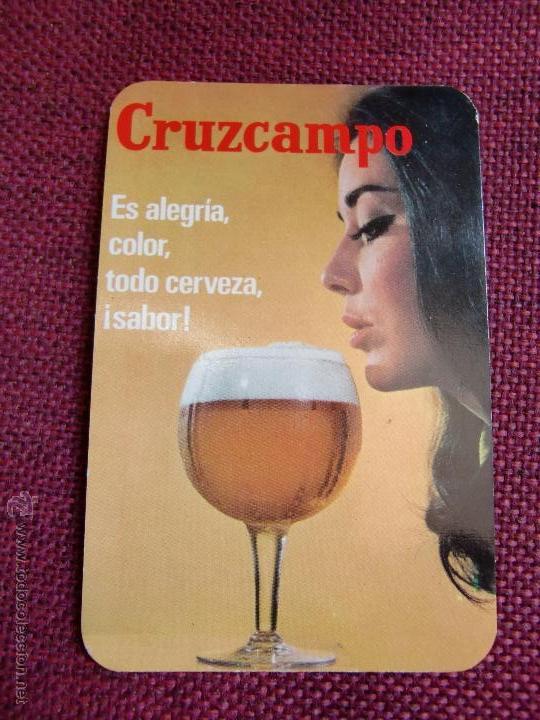 Cruzcampo
Es alegría,
color,
todo cerveza,
¡sabor!
© www.todocoleccion.net